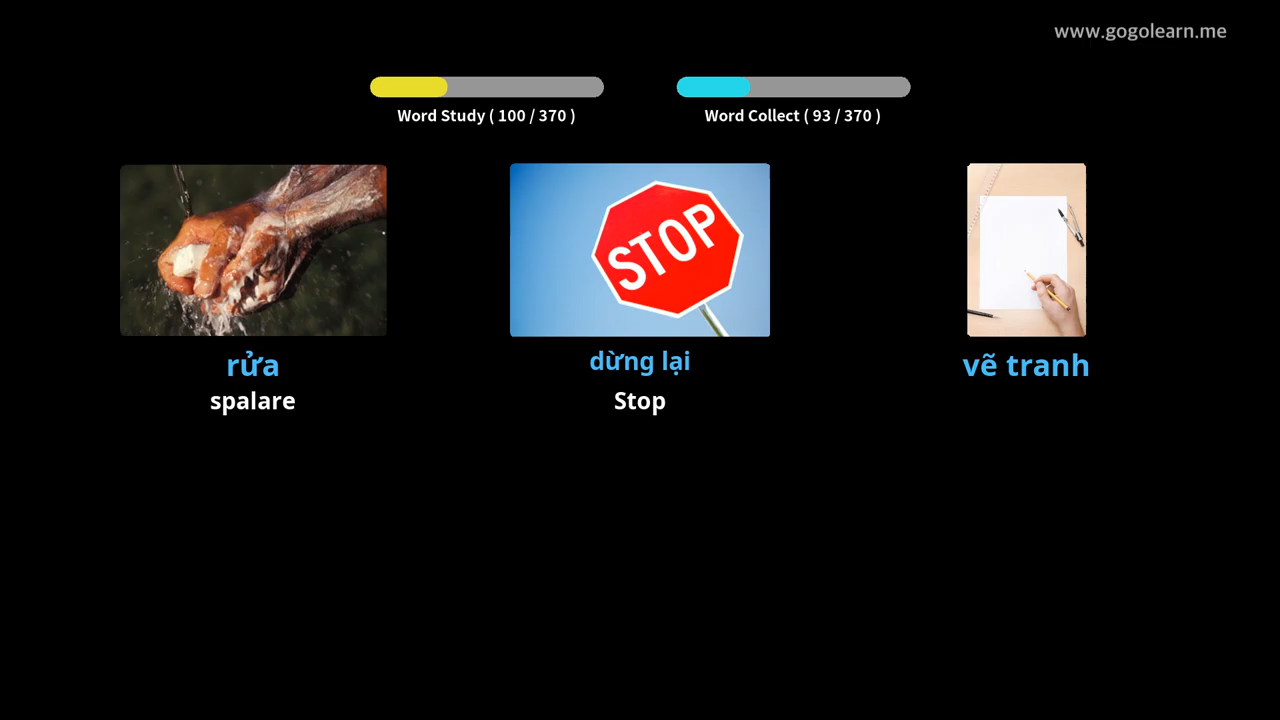 www.gogolearn.me
Word Study ( 100 / 370 )
Word Collect ( 93 / 370 )
STOP
rửa
spalare
dừng lại
Stop
vẽ tranh